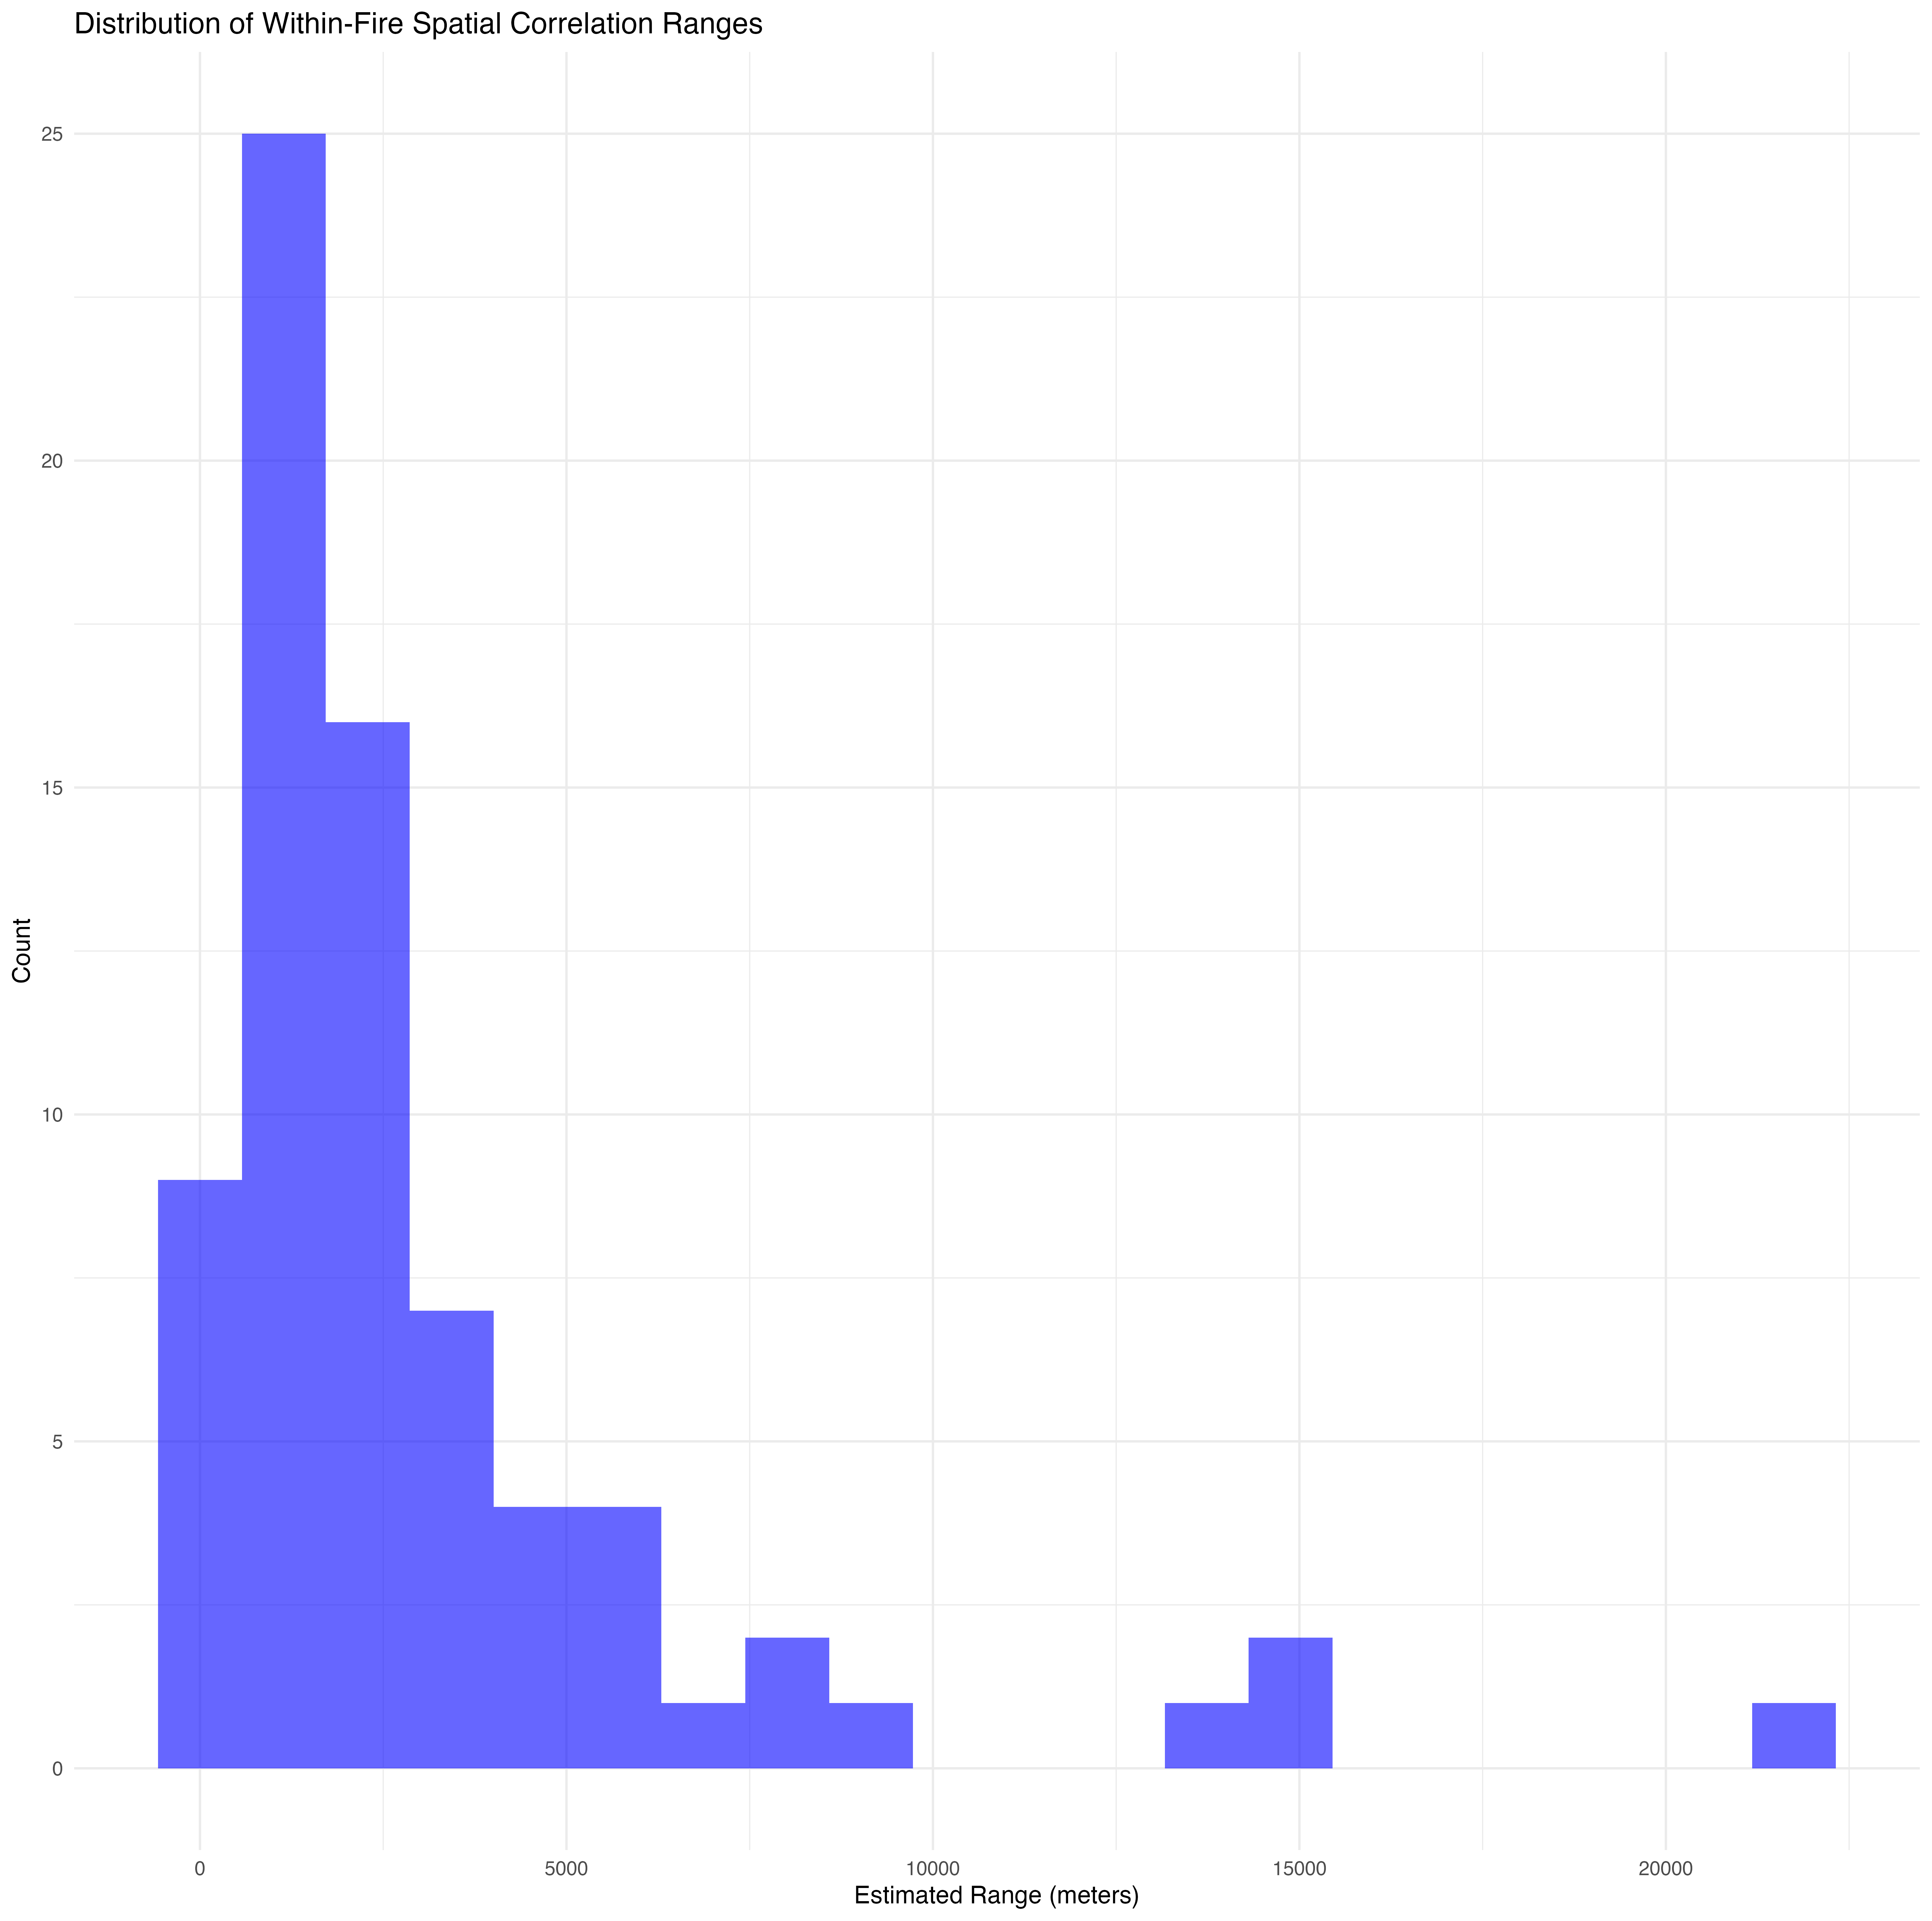 Distribution of Within-Fire Spatial Correlation Ranges
25
20
15
10
5
0
Count
0 5000 10000 15000 20000
Estimated Range (meters)